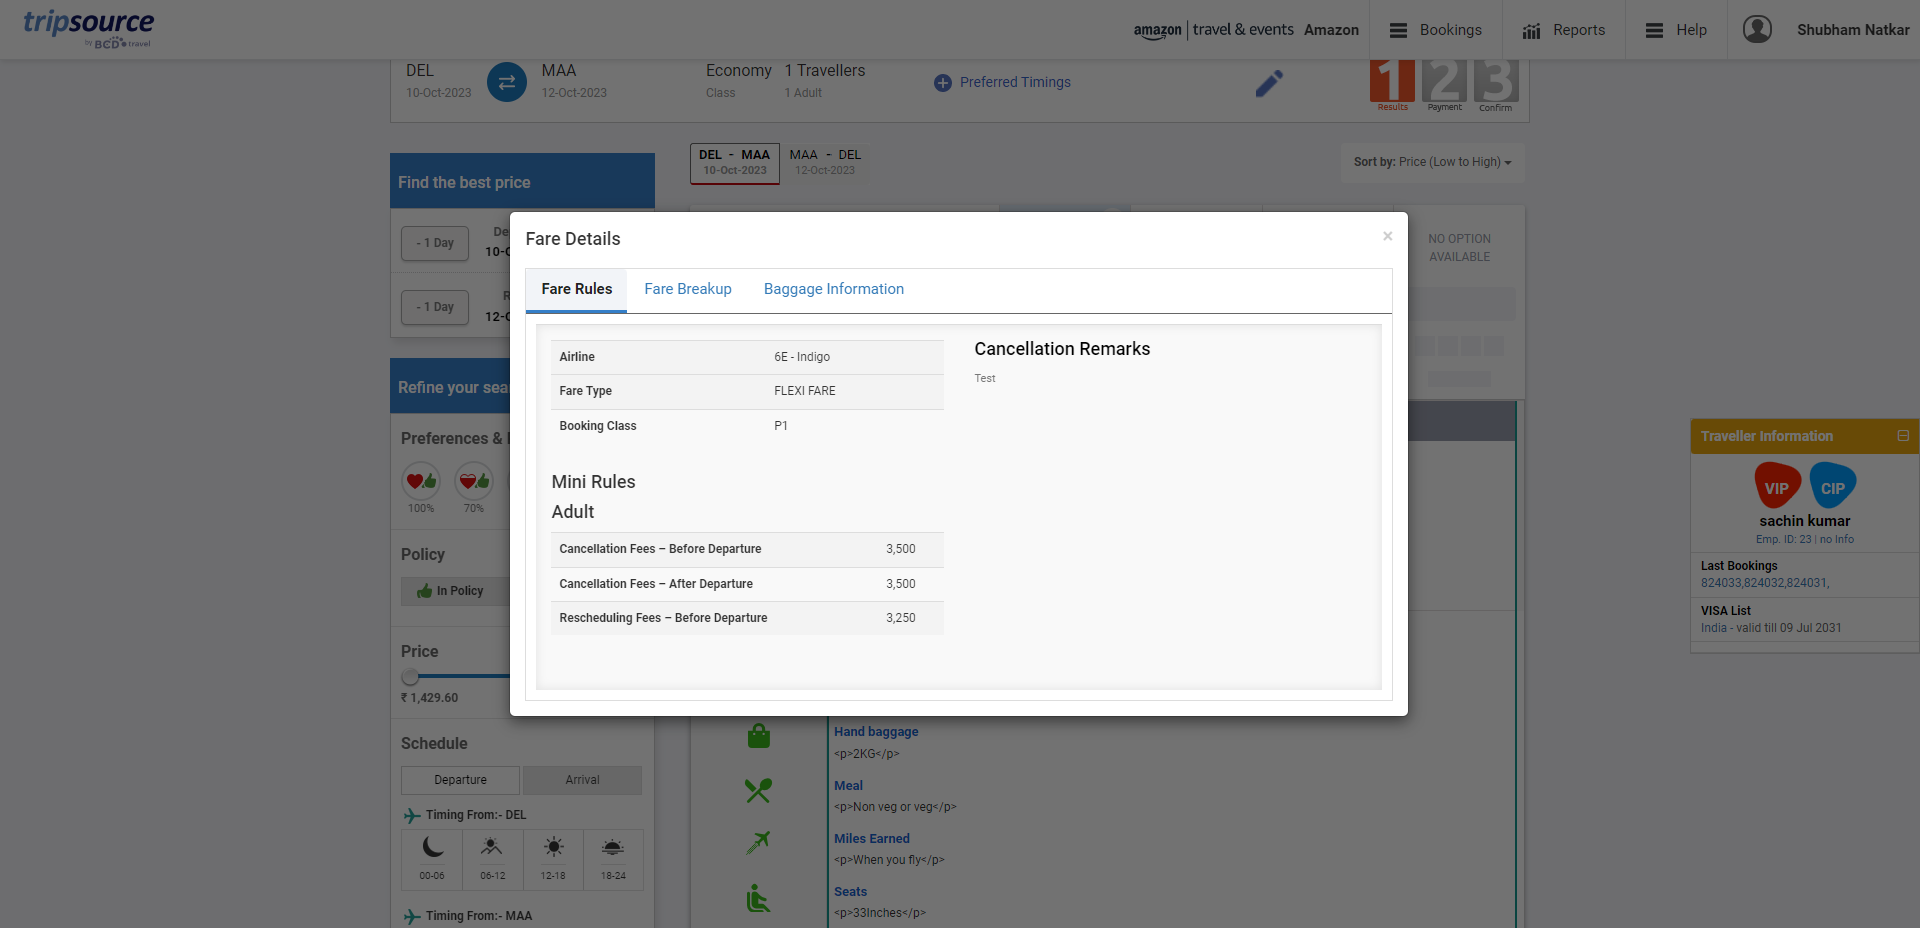 tripsource
by BCD travel
amazon | travel & events Amazon
Bookings
Reports
Help
Shubham Natkar
DEL
10-Oct-2023
MAA
12-Oct-2023
Economy
Class
1 Travellers
1 Adult
Preferred Timings
1 2 3
Results Payment Confirm
DEL - MAA
10-Oct-2023
MAA - DEL
12-Oct-2023
Sort by: Price (Low to High)
Find the best price
- 1 Day
- 1 Day
NO OPTION
AVAILABLE
Refine your sea
Preferences &
100% 70%
Policy
In Policy
Price
₹ 1,429.60
Schedule
Departure Arrival
Timing From:- DEL
00-06 06-12 12-18 18-24
Timing From:- MAA
Fare Details
×
Fare Rules Fare Breakup Baggage Information
Airline 6E - Indigo
Fare Type FLEXI FARE
Booking Class P1
Mini Rules
Adult
Cancellation Fees – Before Departure 3,500
Cancellation Fees – After Departure 3,500
Rescheduling Fees – Before Departure 3,250
Cancellation Remarks
Test
Hand baggage
<p>2KG</p>
Meal
<p>Non veg or veg</p>
Miles Earned
<p>When you fly</p>
Seats
<p>33Inches</p>
Traveller Information
VIP CIP
sachin kumar
Emp. ID: 23 | no Info
Last Bookings
824033,824032,824031,
VISA List
India - valid till 09 Jul 2031